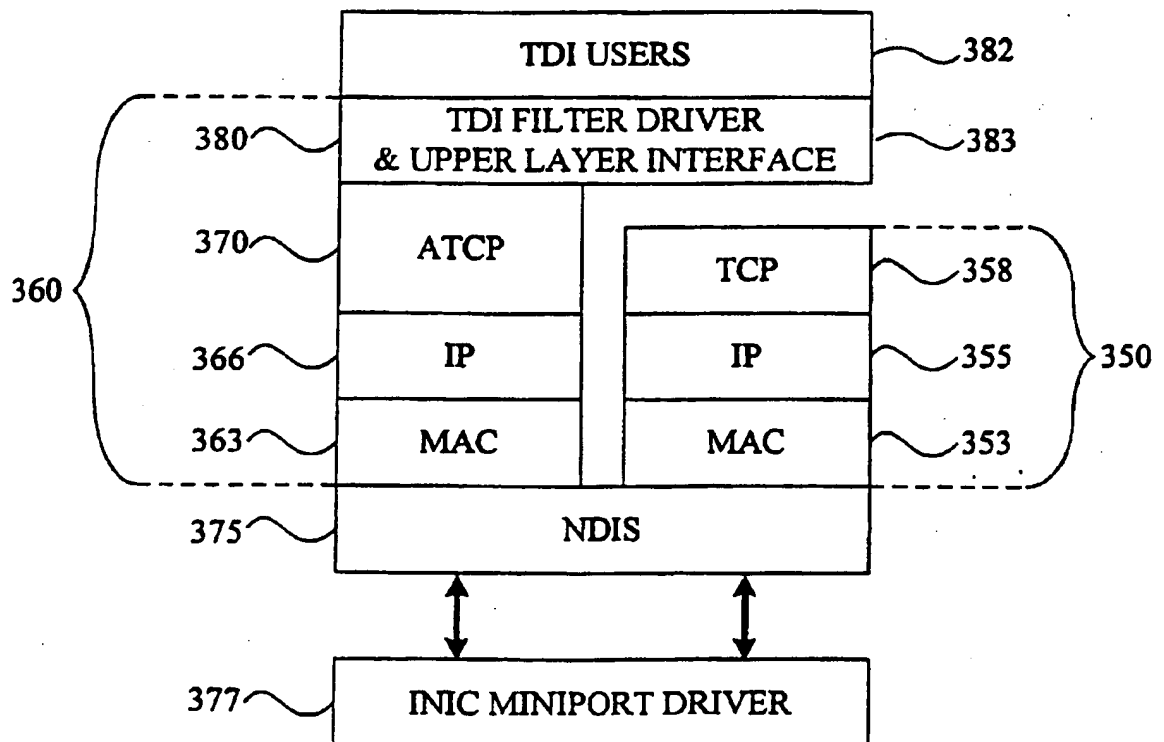 TDI USERS
382
380
TDI FILTER DRIVER
& UPPER LAYER INTERFACE
383
370
ATCP
TCP
358
360
366
IP
IP
355
350
363
MAC
MAC
353
375
NDIS
377
INIC MINIPORT DRIVER